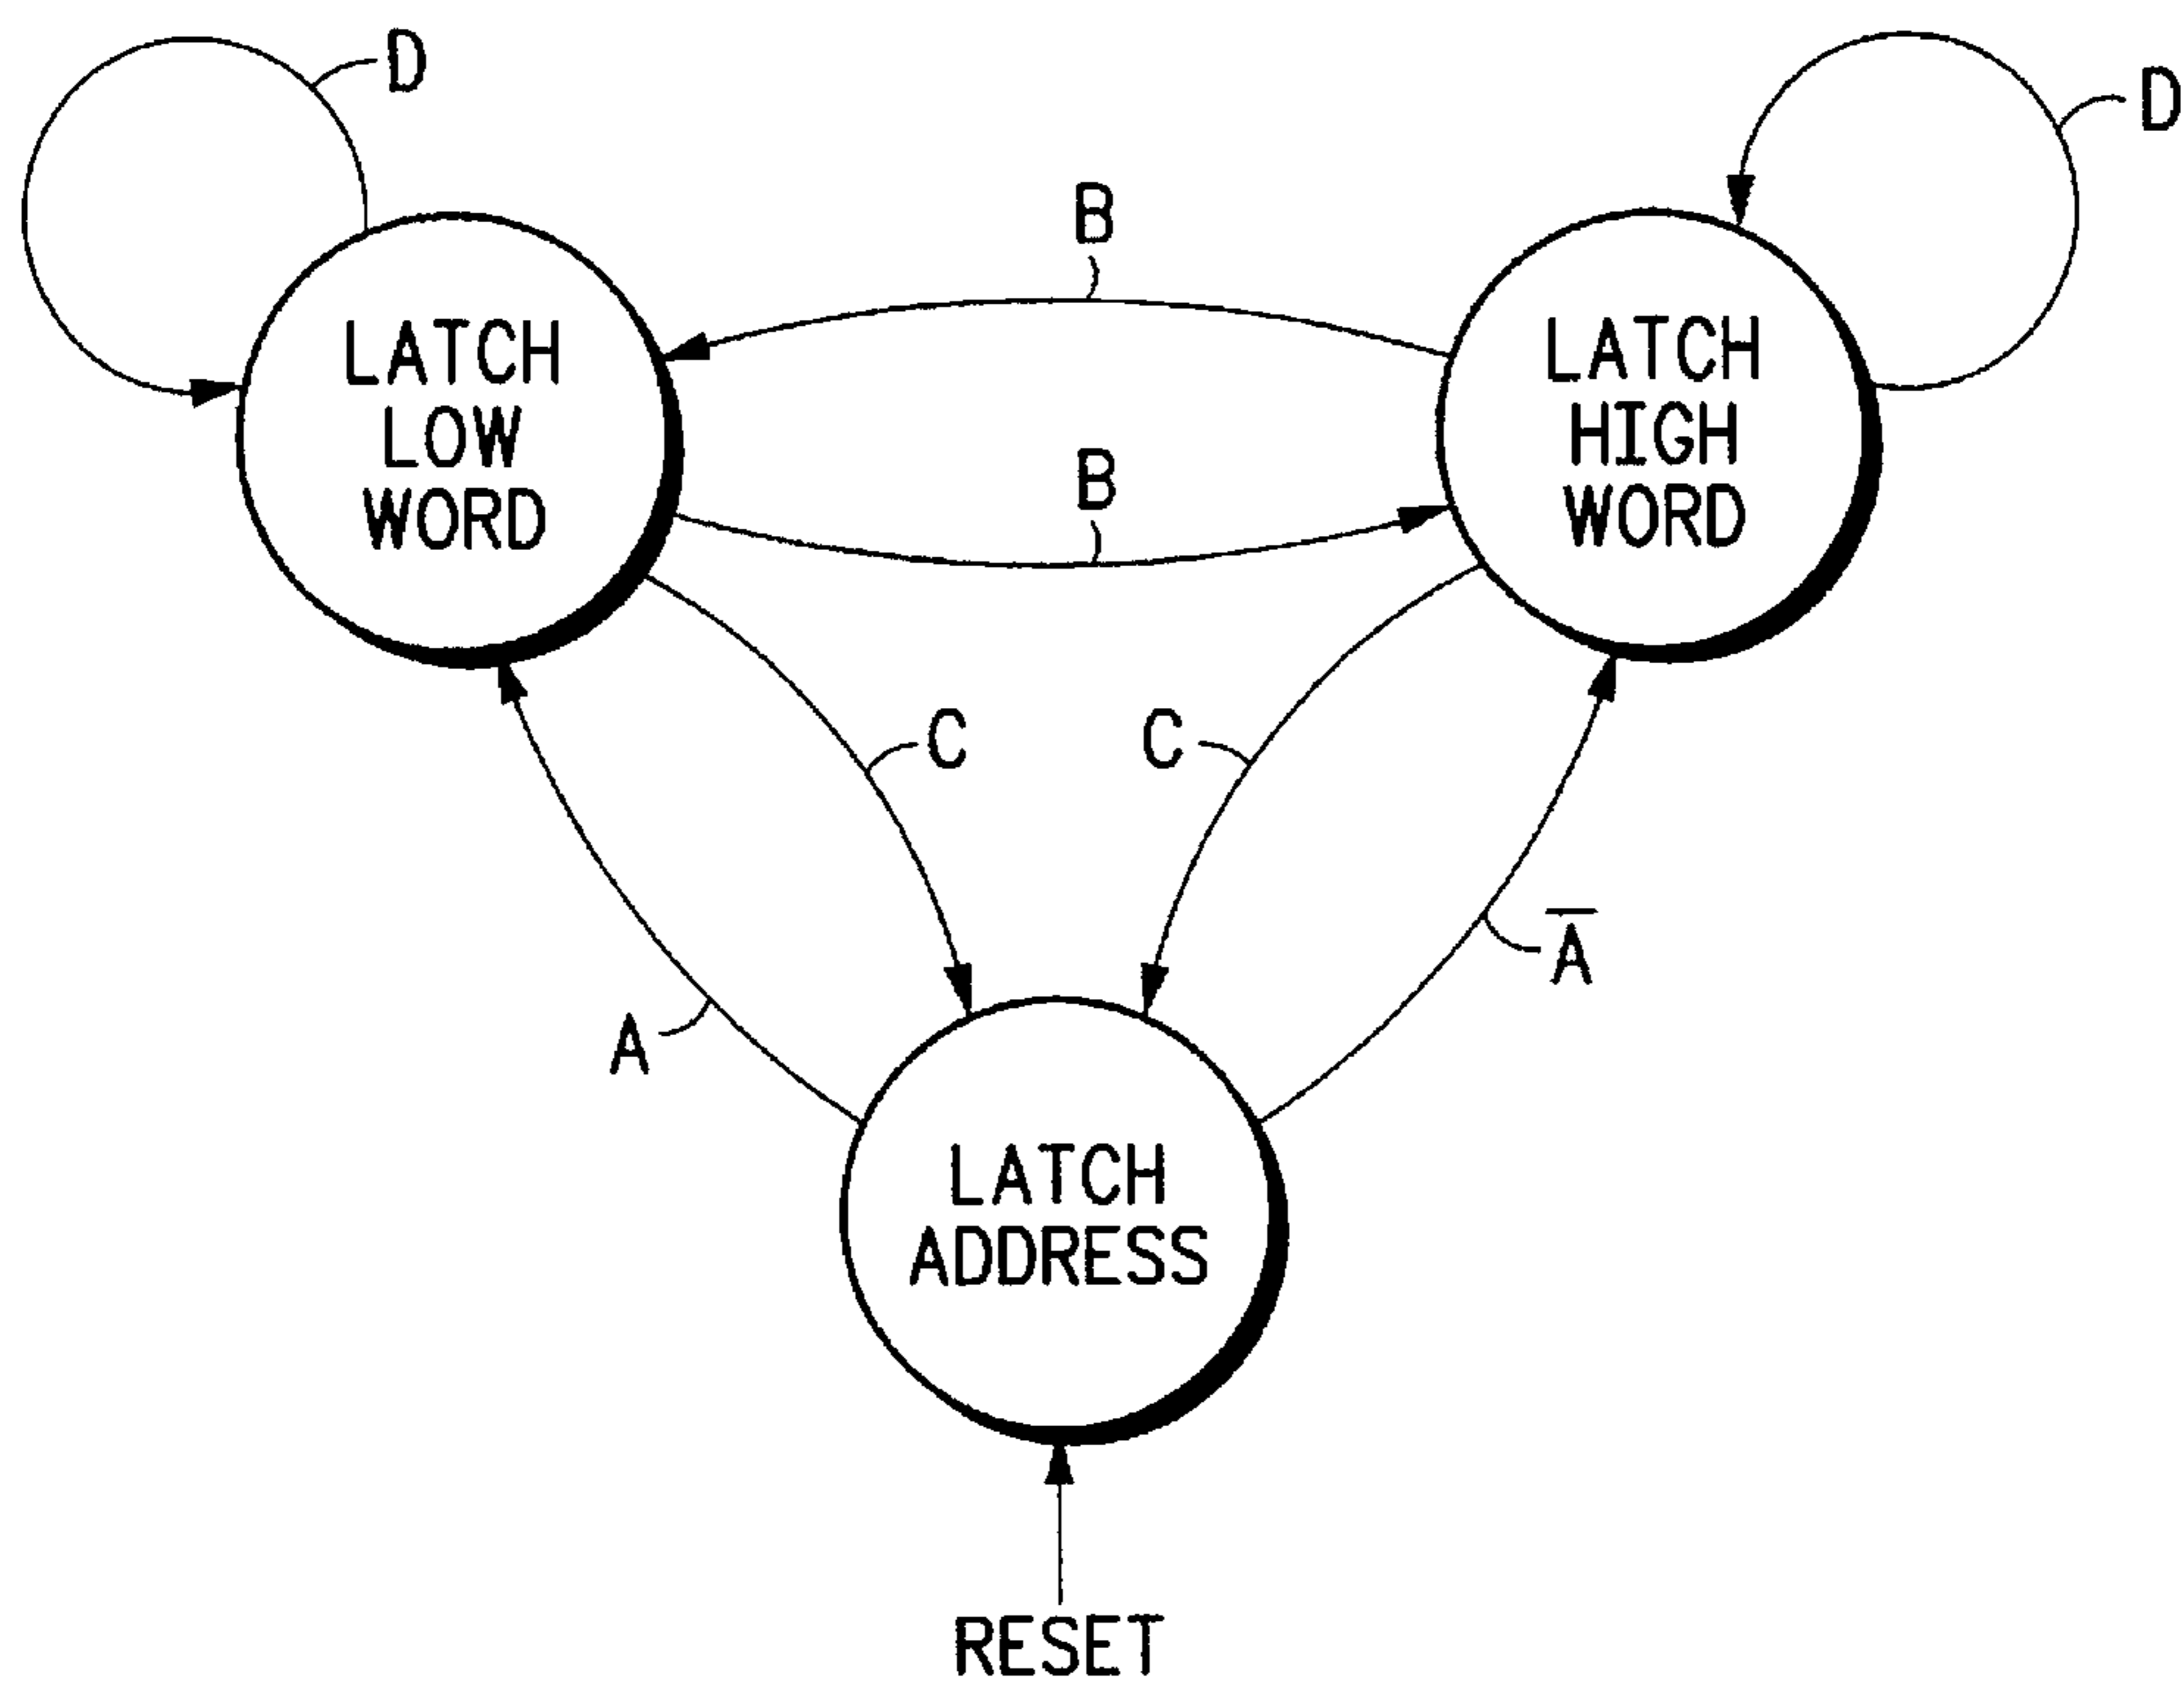 D
D
B
LATCH
LOW
WORD
LATCH
HIGH
WORD
B
C
C
A
A̅
LATCH
ADDRESS
RESET